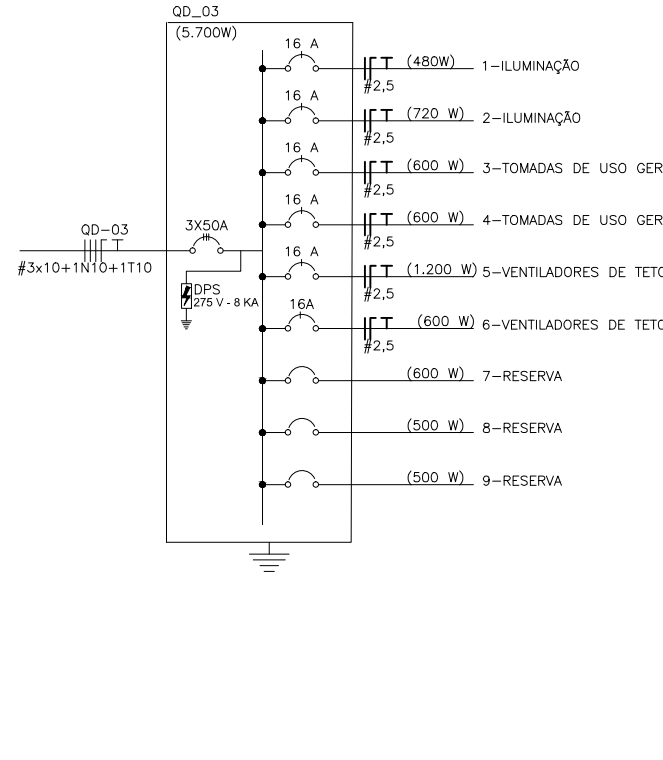 QD_03
(5.700W)
16 A
(480W) 1-ILUMINAÇÃO
#2,5
16 A
(720 W) 2-ILUMINAÇÃO
#2,5
16 A
(600 W) 3-TOMADAS DE USO GER
#2,5
16 A
(600 W) 4-TOMADAS DE USO GER
#2,5
QD-03
3X50A
#3x10+1N10+1T10
16 A
(1.200 W) 5-VENTILADORES DE TETO
#2,5
DPS
275 V - 8 KA
16A
(600 W) 6-VENTILADORES DE TETO
#2,5
(600 W) 7-RESERVA
(500 W) 8-RESERVA
(500 W) 9-RESERVA